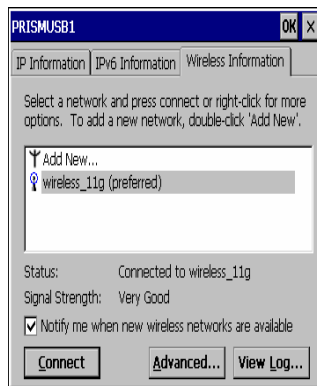 PRISMUSB1 OK ×
IP Information IPv6 Information Wireless Information
Select a network and press connect or right-click for more
options. To add a new network, double-click 'Add New'.
Add New...
wireless_11g (preferred)
Status: Connected to wireless_11g
Signal Strength: Very Good
Notify me when new wireless networks are available
Connect Advanced... View Log...